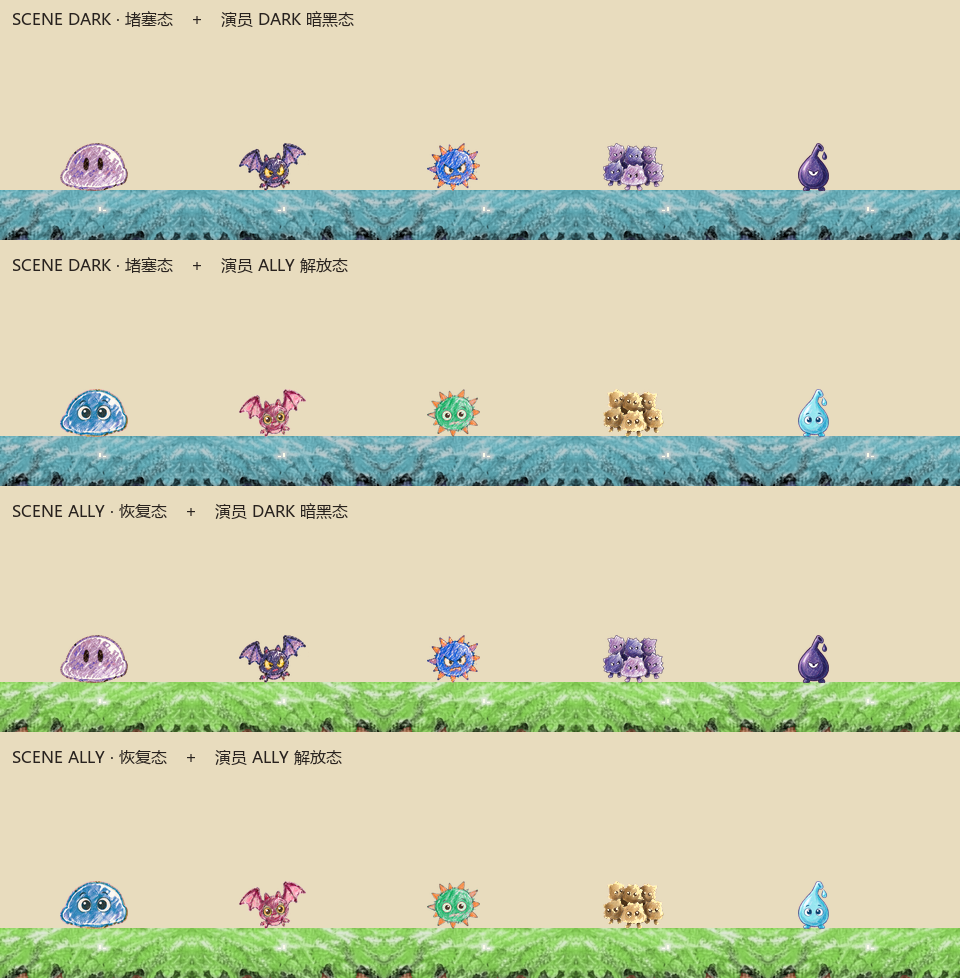 SCENE DARK · 堵塞态 + 演员 DARK 暗黑态
SCENE DARK · 堵塞态 + 演员 ALLY 解放态
SCENE ALLY · 恢复态 + 演员 DARK 暗黑态
SCENE ALLY · 恢复态 + 演员 ALLY 解放态